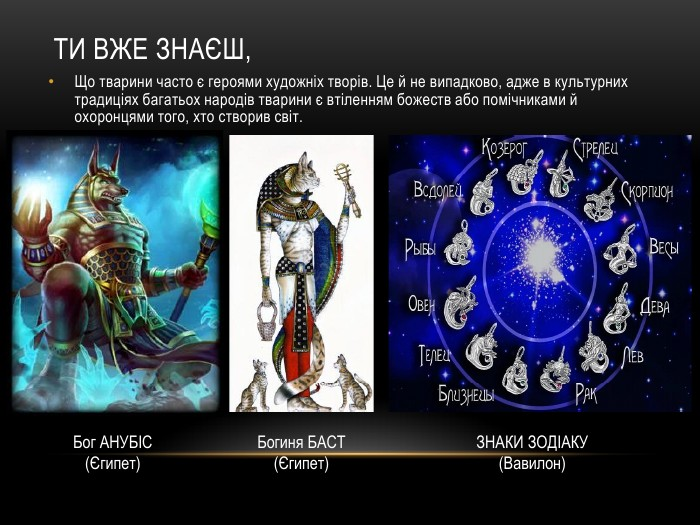 ТИ ВЖЕ ЗНАЄШ,
• Що тварини часто є героями художніх творів. Це й не випадково, адже в культурних
традиціях багатьох народів тварини є втіленням божеств або помічниками й
охоронцями того, хто створив світ.
Козерог
Стрелец
Водолей
Скорпион
Рыбы
Весы
Овен
Дева
Телец
Лев
Близнецы
Рак
Бог АНУБІС
(Єгипет)
Богиня БАСТ
(Єгипет)
ЗНАКИ ЗОДІАКУ
(Вавилон)